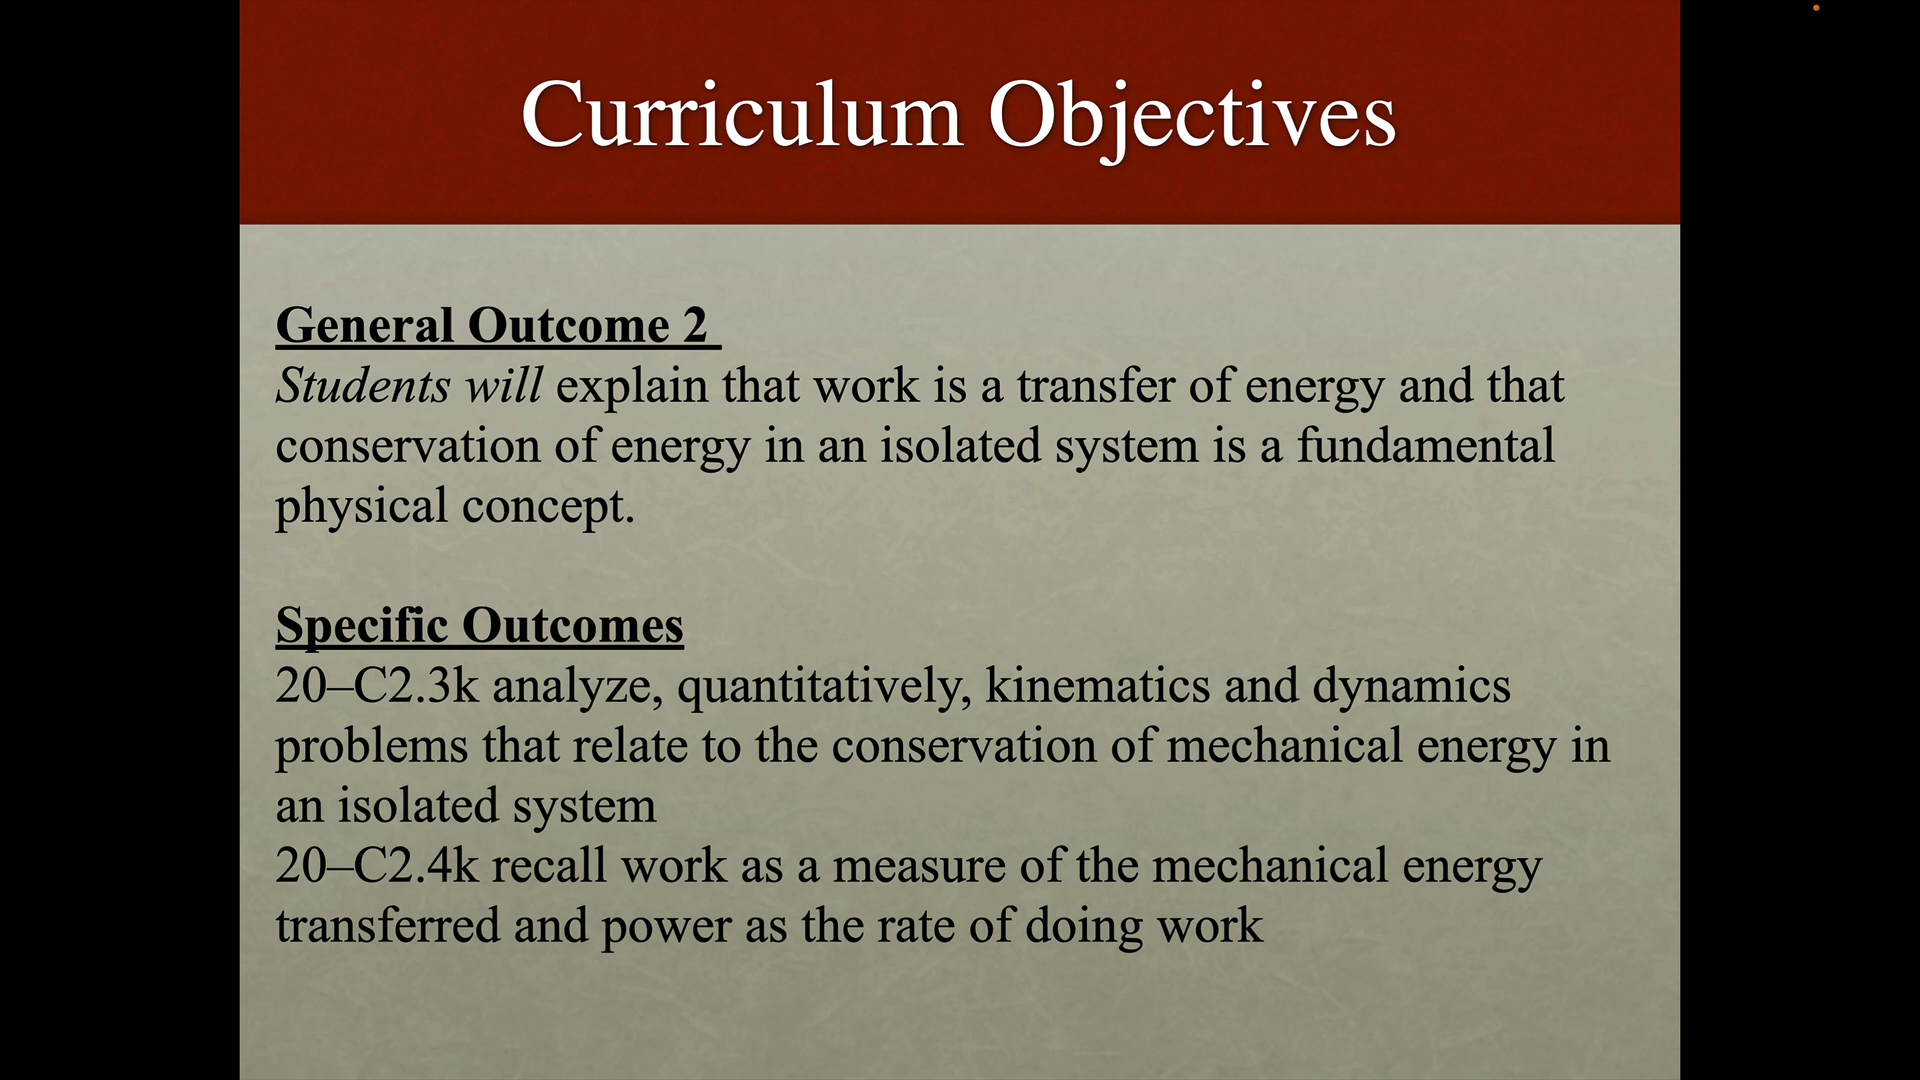 Curriculum Objectives
General Outcome 2
Students will explain that work is a transfer of energy and that
conservation of energy in an isolated system is a fundamental
physical concept.
Specific Outcomes
20–C2.3k analyze, quantitatively, kinematics and dynamics
problems that relate to the conservation of mechanical energy in
an isolated system
20–C2.4k recall work as a measure of the mechanical energy
transferred and power as the rate of doing work